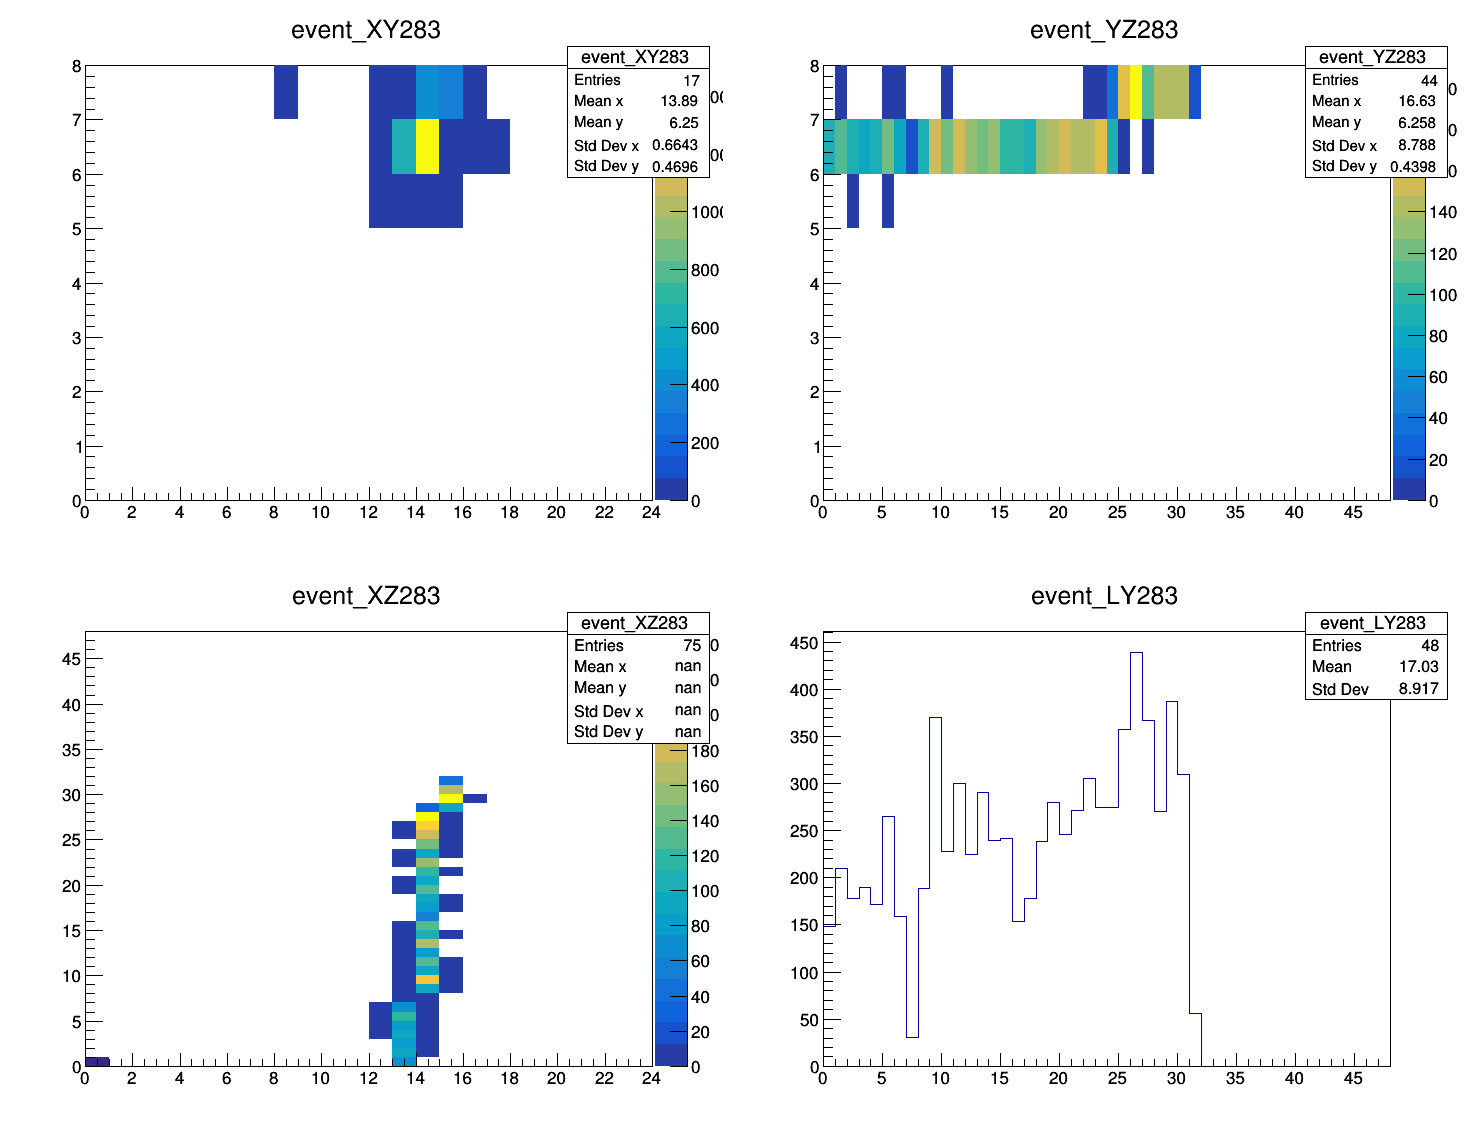 event_XY283
event_XY283
Entries 17
Mean x 13.89
Mean y 6.25
Std Dev x 0.6643
Std Dev y 0.4696
8
7
6
5
4
3
2
1
0
0 2 4 6 8 10 12 14 16 18 20 22 24
800
600
400
200
0
event_YZ283
event_YZ283
Entries 44
Mean x 16.63
Mean y 6.258
Std Dev x 8.788
Std Dev y 0.4398
8
7
6
5
4
3
2
1
0
0 5 10 15 20 25 30 35 40 45
140
120
100
80
60
40
20
0
event_XZ283
event_XZ283
Entries 75
Mean x nan
Mean y nan
Std Dev x nan
Std Dev y nan
45
40
35
30
25
20
15
10
5
0
0 2 4 6 8 10 12 14 16 18 20 22 24
180
160
140
120
100
80
60
40
20
0
event_LY283
event_LY283
Entries 48
Mean 17.03
Std Dev 8.917
450
400
350
300
250
200
150
100
50
0
0 5 10 15 20 25 30 35 40 45